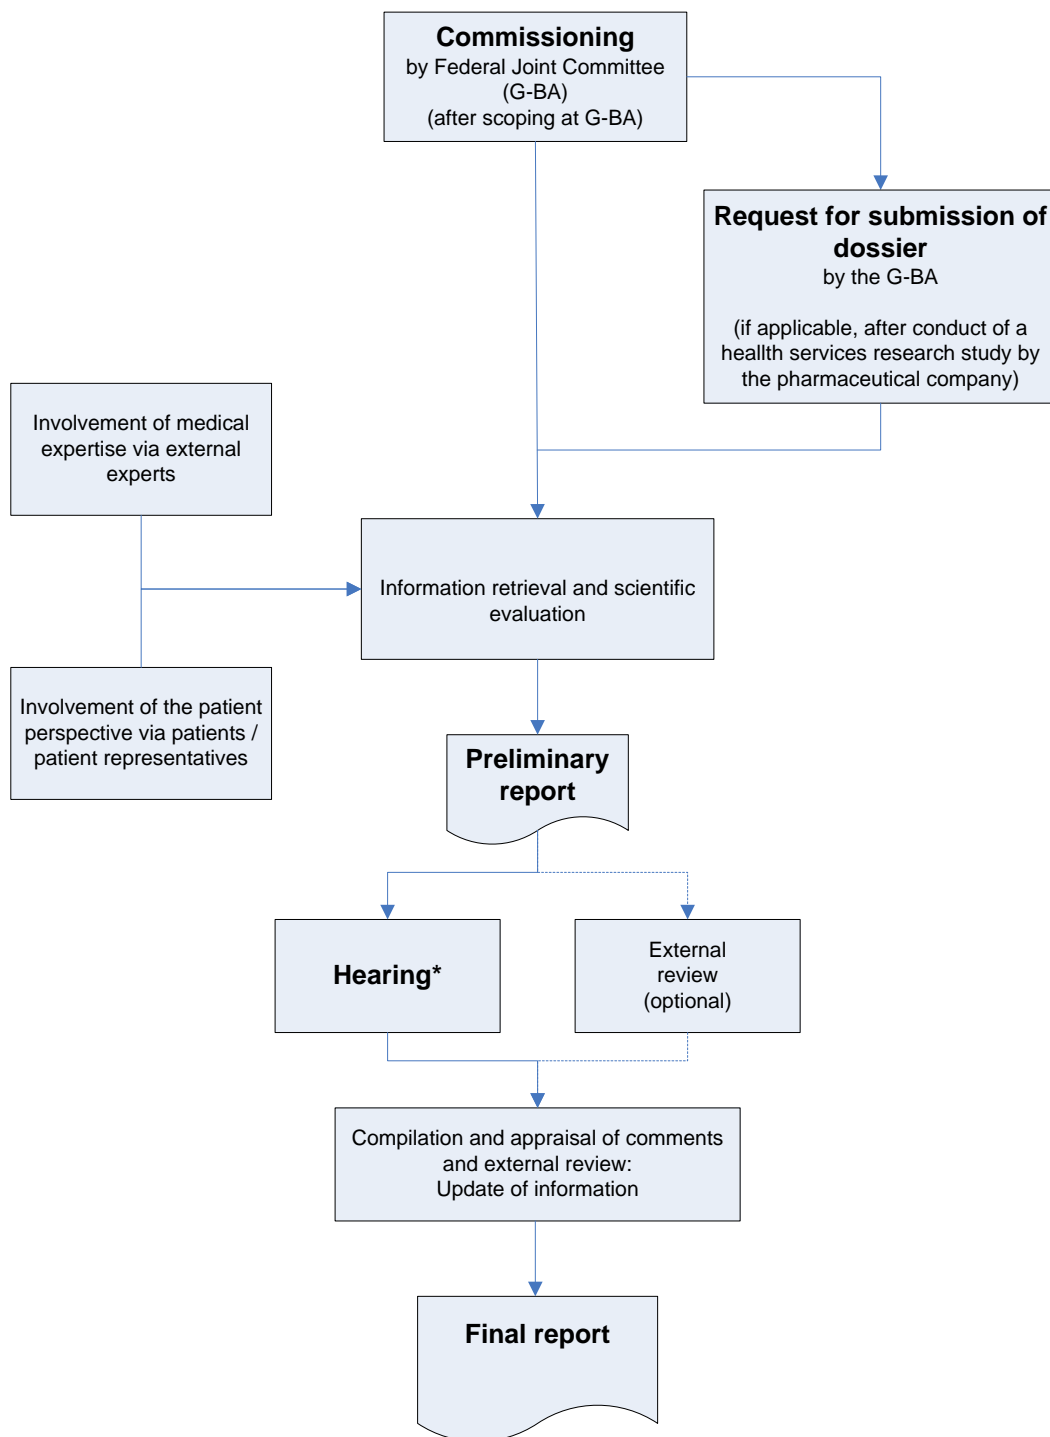 Commissioning
by Federal Joint Committee
(G-BA)
(after scoping at G-BA)
Request for submission of
dossier
by the G-BA
(if applicable, after conduct of a
heallth services research study by
the pharmaceutical company)
Involvement of medical
expertise via external
experts
Information retrieval and scientific
evaluation
Involvement of the patient
perspective via patients /
patient representatives
Preliminary
report
Hearing*
External
review
(optional)
Compilation and appraisal of comments
and external review:
Update of information
Final report